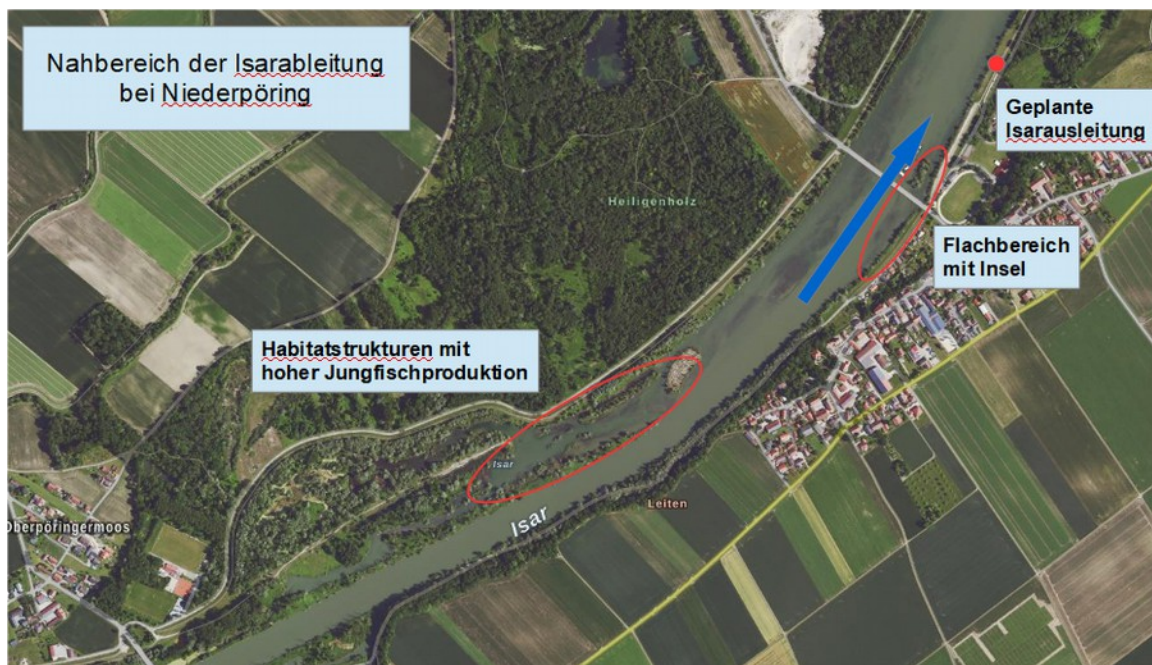 Nahbereich der Isarableitung
bei Niederpöring
Geplante
Isarausleitung
Heiligenholz
Flachbereich
mit Insel
Habitatstrukturen mit
hoher Jungfischproduktion
Isar
Leiten
Isar
Oberpöringermoos